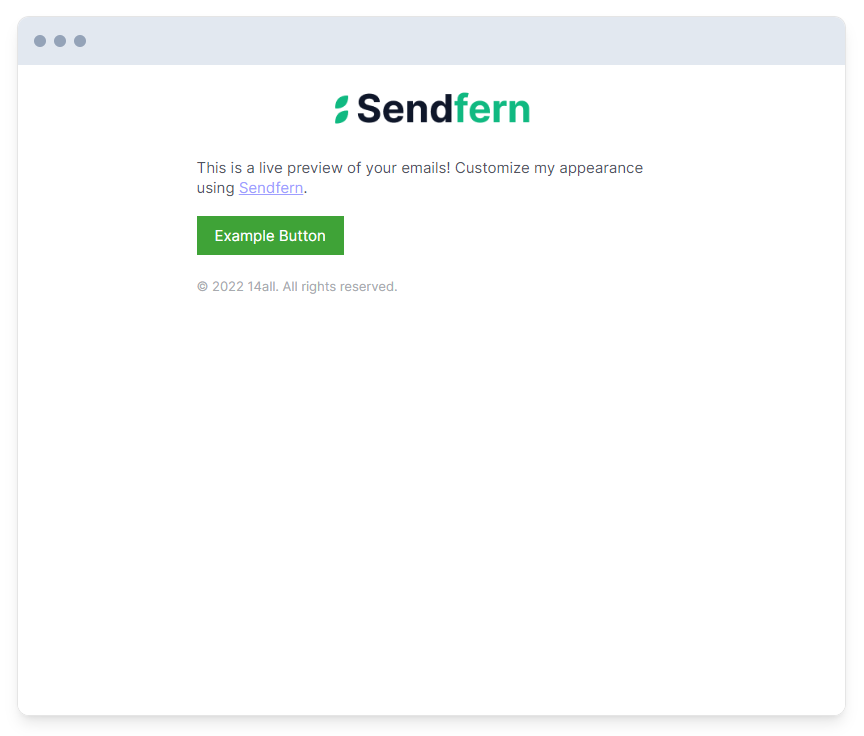 Sendfern
This is a live preview of your emails! Customize my appearance
using Sendfern.
Example Button
© 2022 14all. All rights reserved.